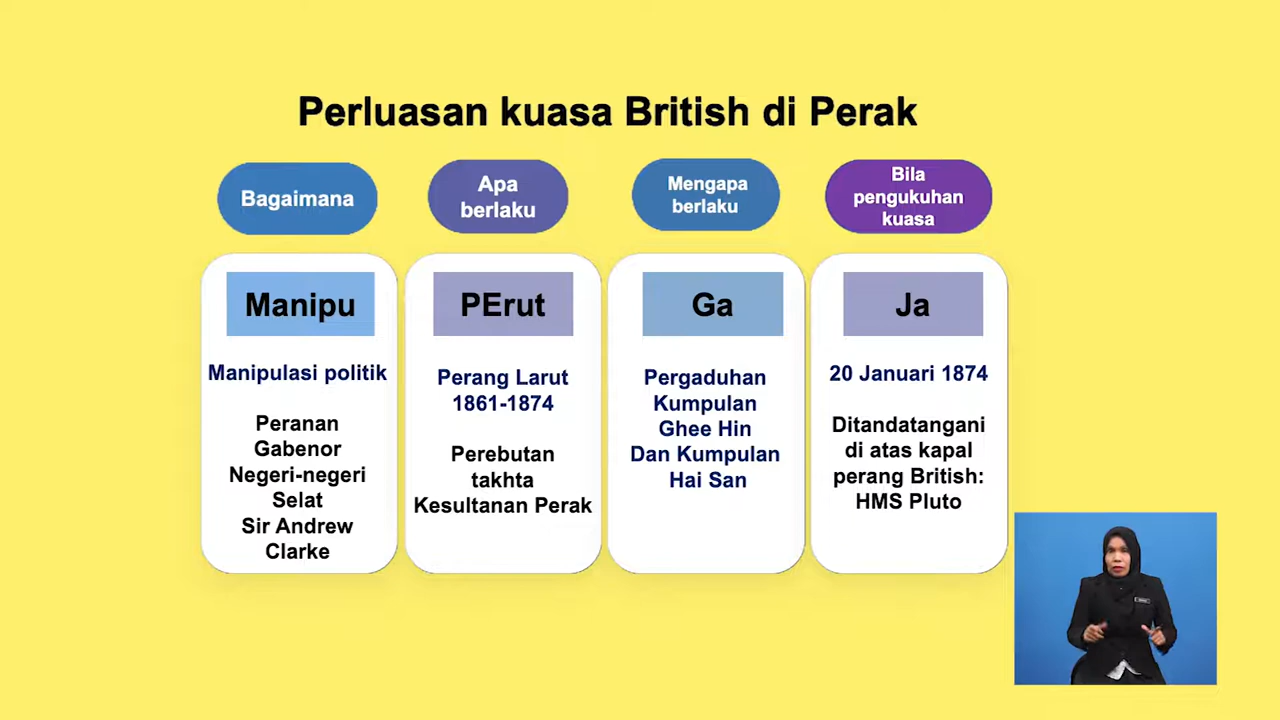 Perluasan kuasa British di Perak
Bagaimana
Apa
berlaku
Mengapa
berlaku
Bila
pengukuhan
kuasa
Manipu
Manipulasi politik
Peranan
Gabenor
Negeri-negeri
Selat
Sir Andrew
Clarke
PErut
Perang Larut
1861-1874
Perebutan
takhta
Kesultanan Perak
Ga
Pergaduhan
Kumpulan
Ghee Hin
Dan Kumpulan
Hai San
Ja
20 Januari 1874
Ditandatangani
di atas kapal
perang British:
HMS Pluto